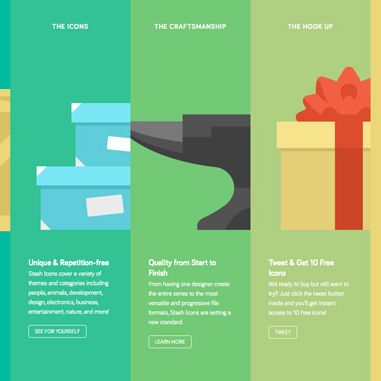 THE ICONS
Unique & Repetition-free
Stash Icons cover a variety of
themes and categories including
people, animals, development,
design, electronics, business,
entertainment, nature, and more!
SEE FOR YOURSELF
THE CRAFTSMANSHIP
Quality from Start to
Finish
From having one designer create
the entire series to the most
versatile and progressive file
formats, Stash Icons are setting a
new standard.
LEARN MORE
THE HOOK UP
Tweet & Get 10 Free
Icons
Not ready to buy but still want to
try? Just click the tweet button
inside and you'll get instant
access to 10 free icons!
TWEET